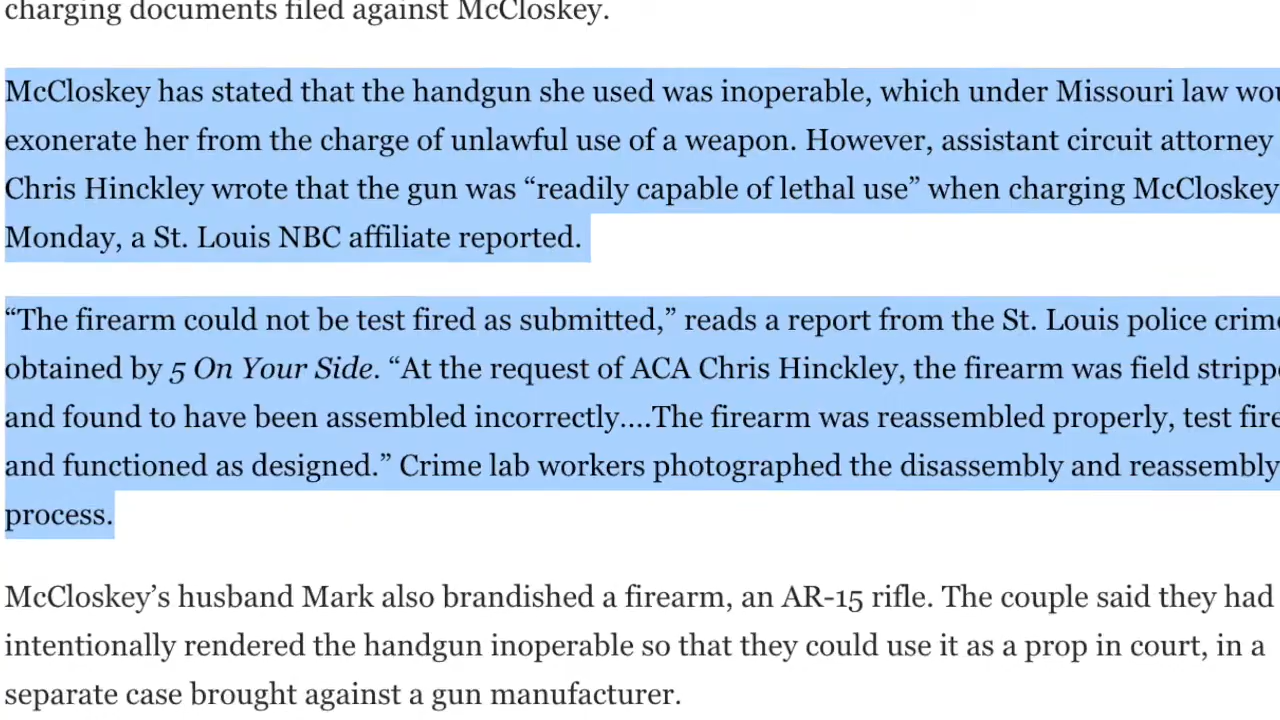 charging documents filed against McCloskey.
McCloskey has stated that the handgun she used was inoperable, which under Missouri law wou
exonerate her from the charge of unlawful use of a weapon. However, assistant circuit attorney
Chris Hinckley wrote that the gun was “readily capable of lethal use” when charging McCloskey
Monday, a St. Louis NBC affiliate reported.
“The firearm could not be test fired as submitted,” reads a report from the St. Louis police crime
obtained by 5 On Your Side. “At the request of ACA Chris Hinckley, the firearm was field strippe
and found to have been assembled incorrectly....The firearm was reassembled properly, test fire
and functioned as designed.” Crime lab workers photographed the disassembly and reassembly
process.
McCloskey’s husband Mark also brandished a firearm, an AR-15 rifle. The couple said they had
intentionally rendered the handgun inoperable so that they could use it as a prop in court, in a
separate case brought against a gun manufacturer.